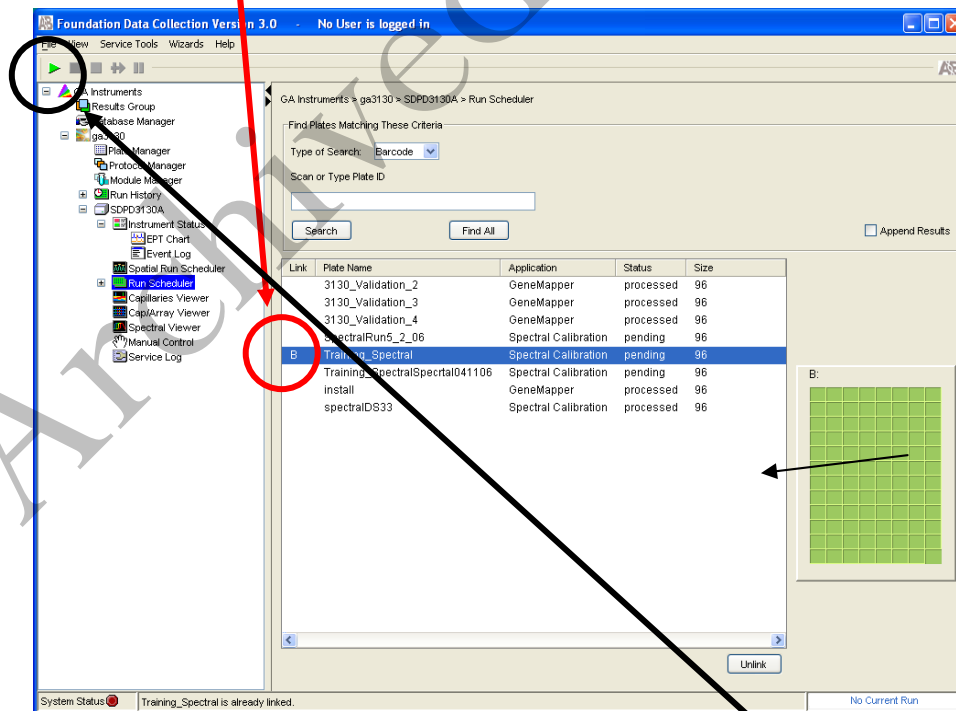 Foundation Data Collection Version 3.0 - No User is logged in
File View Service Tools Wizards Help
GA Instruments
Results Group
Database Manager
ga3130
Plate Manager
Protocol Manager
Module Manager
Run History
SDPD3130A
Instrument Status
EPT Chart
Event Log
Spatial Run Scheduler
Run Scheduler
Capillaries Viewer
Cap/Array Viewer
Spectral Viewer
Manual Control
Service Log
GA Instruments > ga3130 > SDPD3130A > Run Scheduler
Find Plates Matching These Criteria
Type of Search: Barcode
Scan or Type Plate ID
Search Find All Append Results
Link Plate Name Application Status Size
3130_Validation_2 GeneMapper processed 96
3130_Validation_3 GeneMapper processed 96
3130_Validation_4 GeneMapper processed 96
SpectralRun5_2_06 Spectral Calibration pending 96
B Training_Spectral Spectral Calibration pending 96
Training_SpectralSpecrtal041106 Spectral Calibration pending 96
install GeneMapper processed 96
spectralDS33 Spectral Calibration processed 96
B:
Unlink
System Status Training_Spectral is already linked. No Current Run
Archive